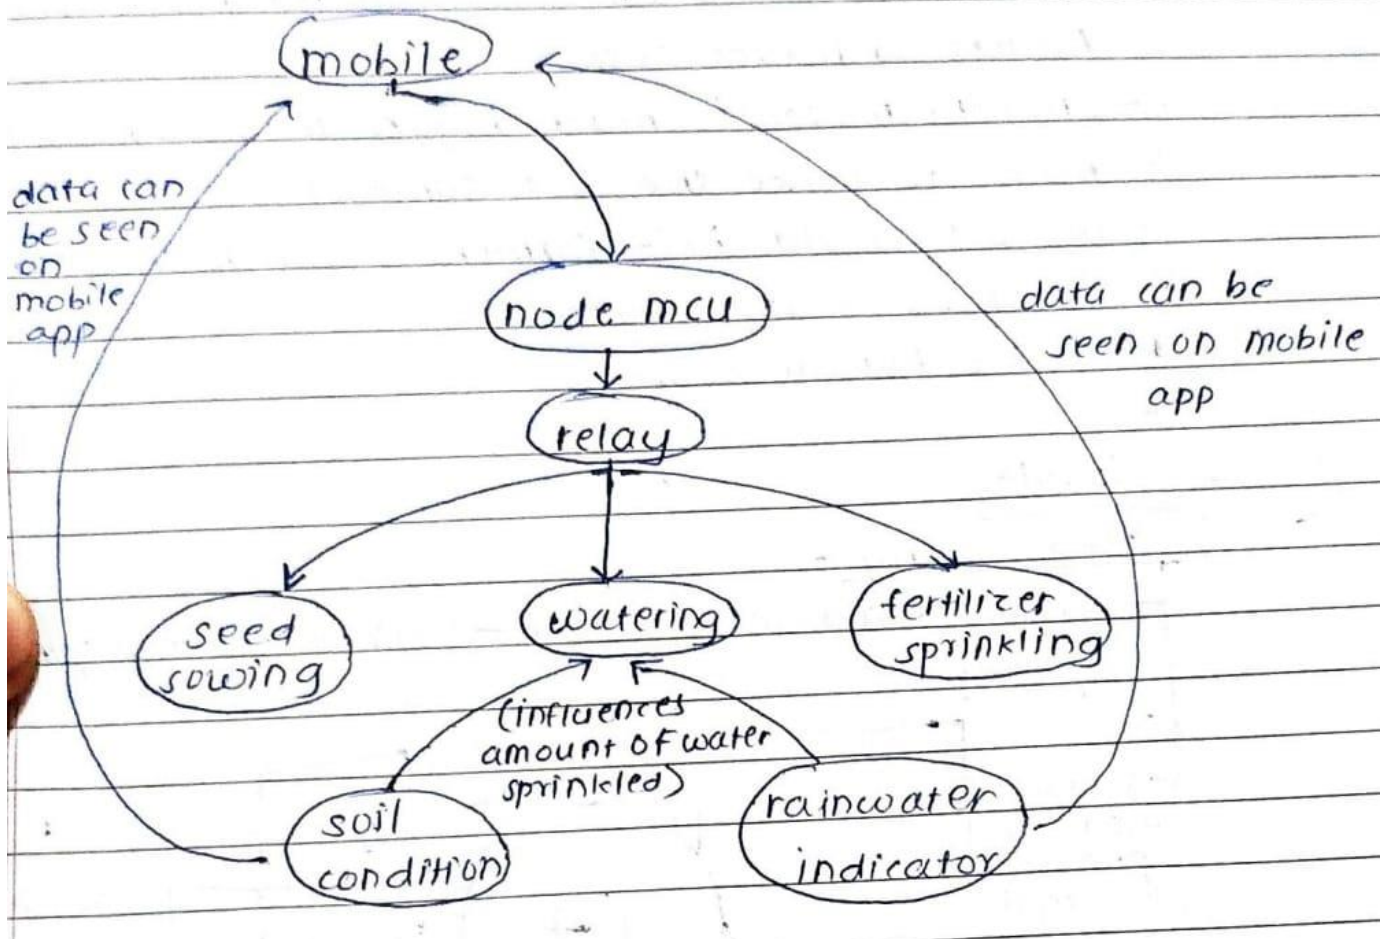 mobile
data can
be seen
on
mobile
app
node mcu
data can be
seen on mobile
app
relay
seed
sowing
watering
fertilizer
sprinkling
(influences
amount of water
sprinkled)
soil
condition
rainwater
indicator